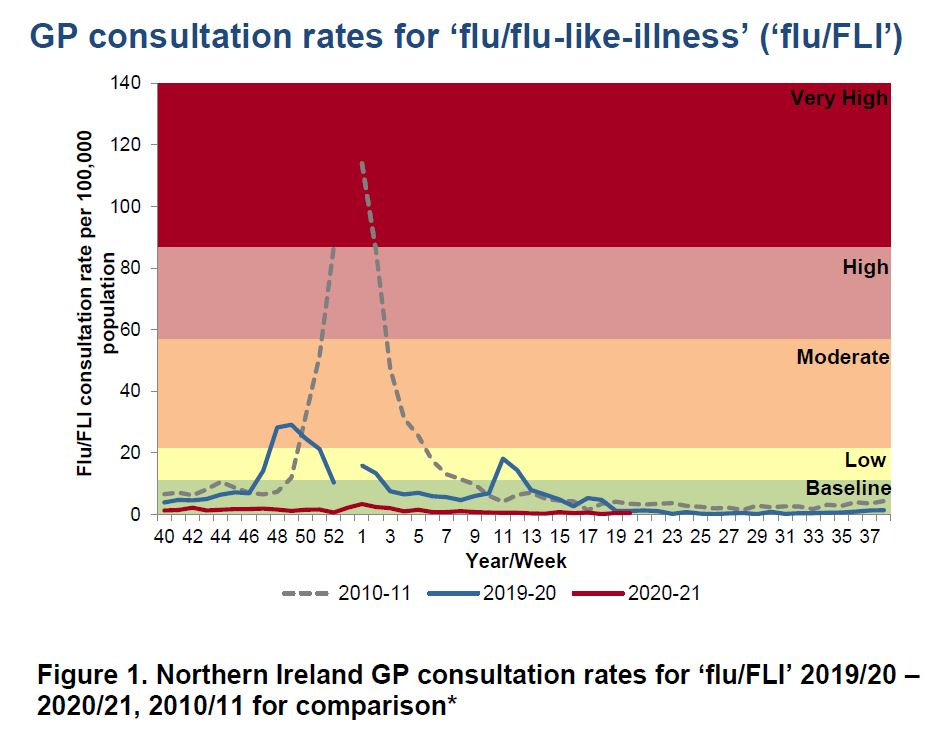 GP consultation rates for ‘flu/flu-like-illness’ (‘flu/FLI’)
Flu/FLI consultation rate per 100,000
population
140
120
100
80
60
40
20
0
Very High
High
Moderate
Low
Baseline
40 42 44 46 48 50 52 1 3 5 7 9 11 13 15 17 19 21 23 25 27 29 31 33 35 37
Year/Week
2010-11 2019-20 2020-21
Figure 1. Northern Ireland GP consultation rates for ‘flu/FLI’ 2019/20 –
2020/21, 2010/11 for comparison*